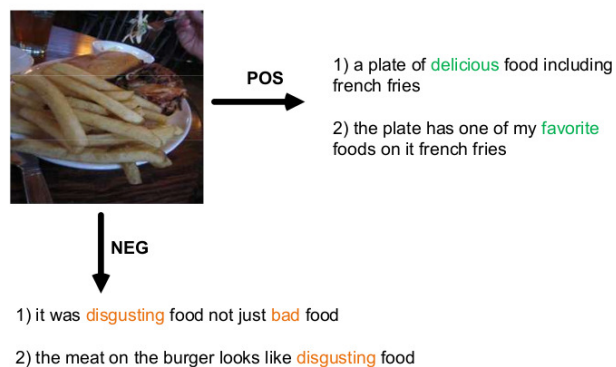 POS
1) a plate of delicious food including
french fries
2) the plate has one of my favorite
foods on it french fries
NEG
1) it was disgusting food not just bad food
2) the meat on the burger looks like disgusting food